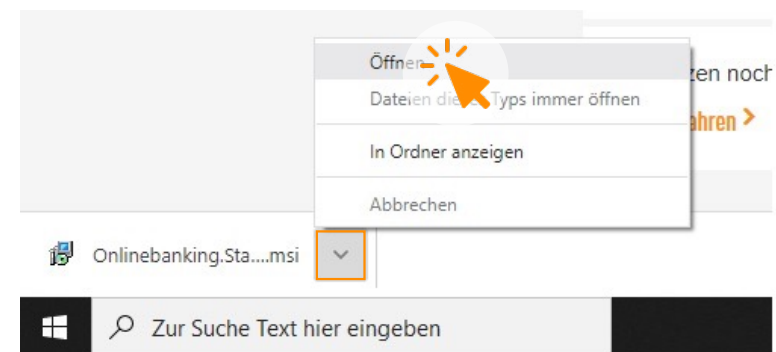 Öffnen
zen noch
Dateien dieses Typs immer öffnen
ahren >
In Ordner anzeigen
Abbrechen
Onlinebanking.Sta....msi
Zur Suche Text hier eingeben